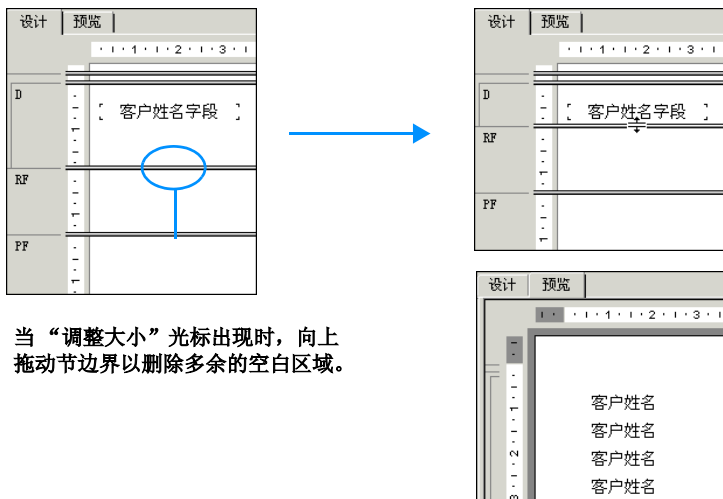 设计 预览
· ı · 1 · ı · 2 · ı · 3 · ı
D
[ 客户姓名字段 ]
RF
PF
当“调整大小”光标出现时，向上
拖动节边界以删除多余的空白区域。
设计 预览
· ı · 1 · ı · 2 · ı · 3 · ı
D
[ 客户姓名字段 ]
RF
PF
设计 预览
ı · · ı · 1 · ı · 2 · ı · 3 · ı
1
2
3
客户姓名
客户姓名
客户姓名
客户姓名